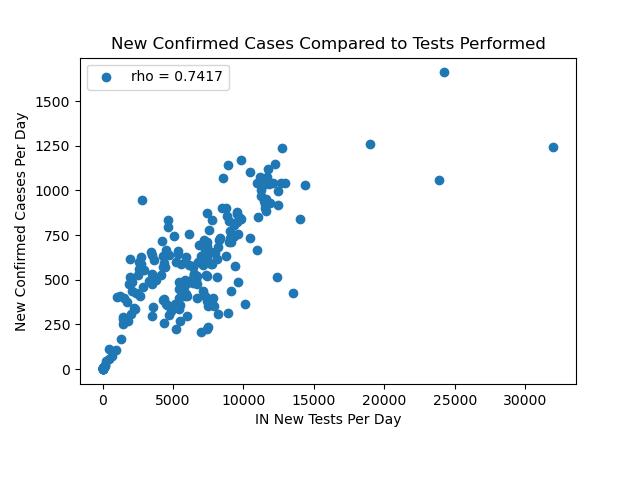 New Confirmed Cases Compared to Tests Performed
rho = 0.7417
New Confirmed Caeses Per Day
1500
1250
1000
750
500
250
0
0 5000 10000 15000 20000 25000 30000
IN New Tests Per Day